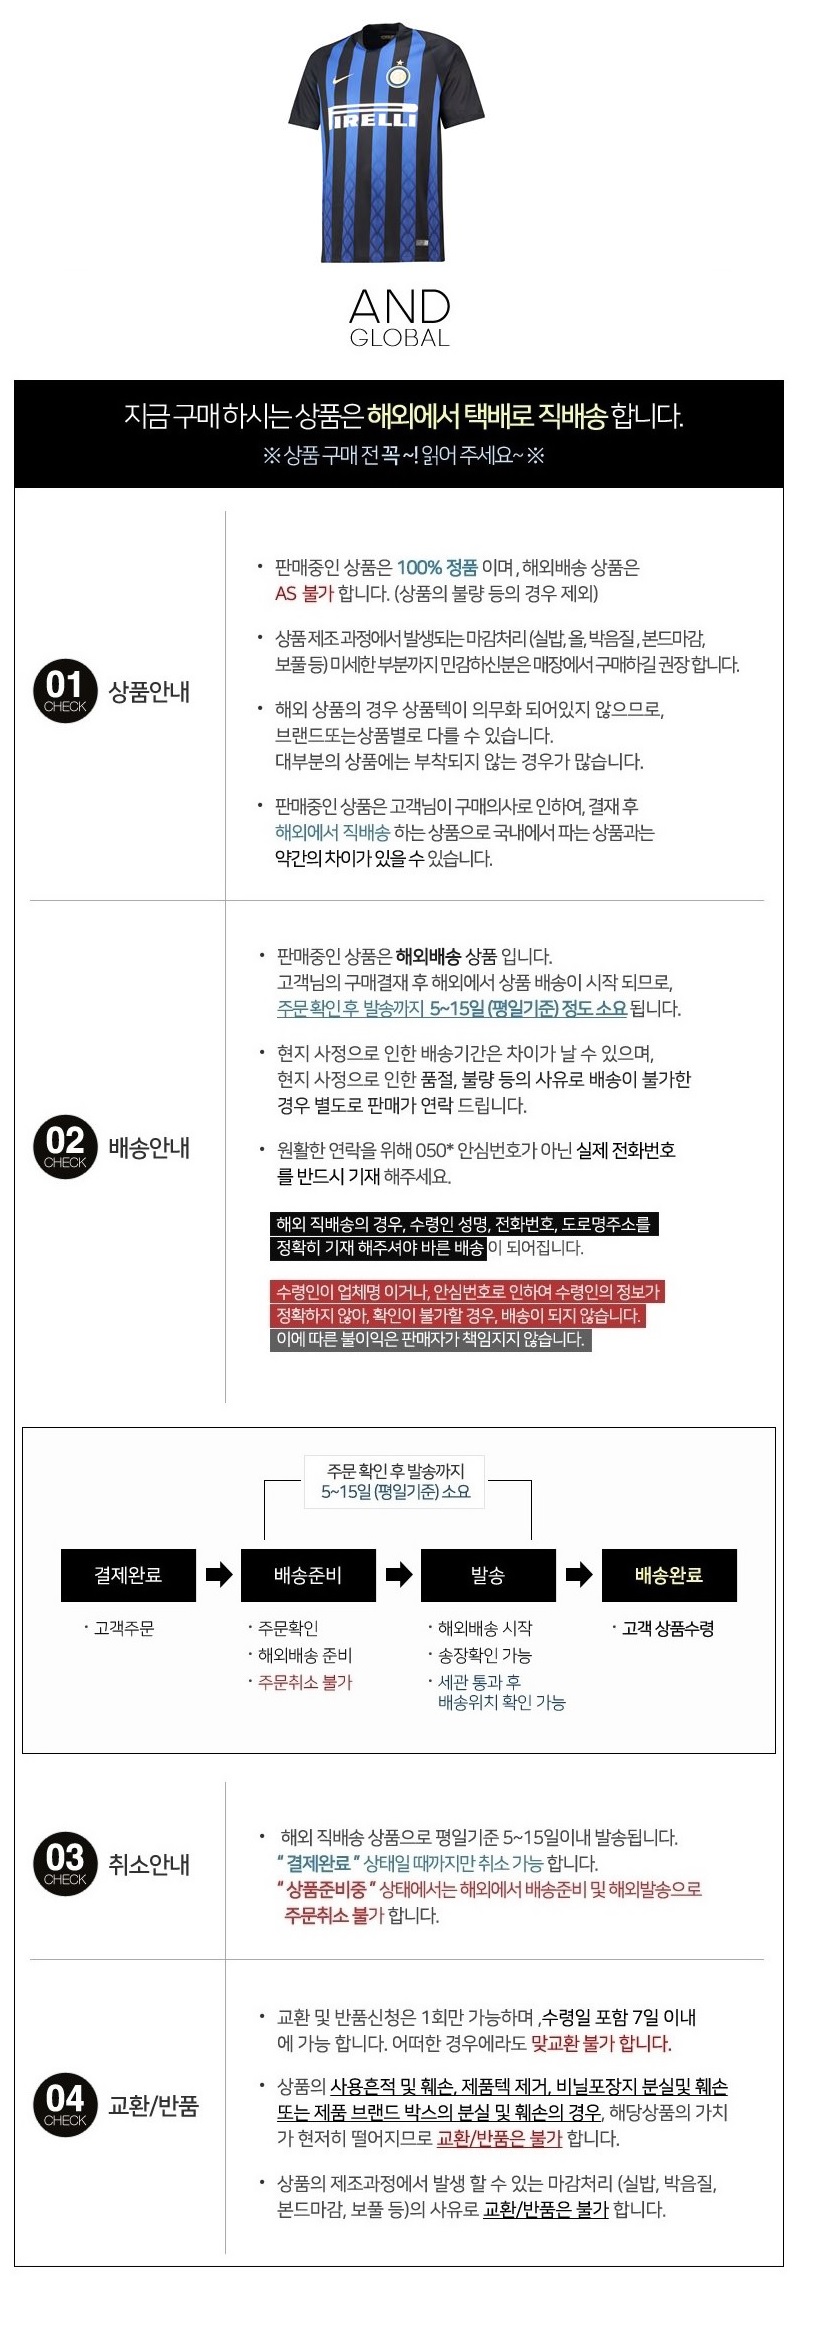 PIRELLI
AND
GLOBAL
지금 구매 하시는 상품은 해외에서 택배로 직배송 합니다.
※ 상품 구매 전 꼭 ~! 읽어 주세요~ ※
01
CHECK
상품안내
• 판매중인 상품은 100% 정품 이며, 해외배송 상품은
AS 불가 합니다. (상품의 불량 등의 경우 제외)
• 상품 제조 과정에서 발생되는 마감처리 (실밥, 올, 박음질, 본드마감,
보풀 등) 미세한 부분까지 민감하신분은 매장에서 구매하길 권장 합니다.
• 해외 상품의 경우 상품텍이 의무화 되어있지 않으므로,
브랜드또는상품별로 다를 수 있습니다.
대부분의 상품에는 부착되지 않는 경우가 많습니다.
• 판매중인 상품은 고객님이 구매의사로 인하여, 결재 후
해외에서 직배송 하는 상품으로 국내에서 파는 상품과는
약간의 차이가 있을 수 있습니다.
02
CHECK
배송안내
• 판매중인 상품은 해외배송 상품 입니다.
고객님의 구매결재 후 해외에서 상품 배송이 시작 되므로,
주문 확인 후 발송까지 5~15일 (평일기준) 정도 소요 됩니다.
• 현지 사정으로 인한 배송기간은 차이가 날 수 있으며,
현지 사정으로 인한 품절, 불량 등의 사유로 배송이 불가한
경우 별도로 판매가 연락 드립니다.
• 원활한 연락을 위해 050* 안심번호가 아닌 실제 전화번호
를 반드시 기재 해주세요.
해외 직배송의 경우, 수령인 성명, 전화번호, 도로명주소를
정확히 기재 해주셔야 바른 배송이 되어집니다.
수령인이 업체명 이거나, 안심번호로 인하여 수령인의 정보가
정확하지 않아, 확인이 불가할 경우, 배송이 되지 않습니다.
이에 따른 불이익은 판매자가 책임지지 않습니다.
주문 확인 후 발송까지
5~15일 (평일기준) 소요
결제완료
배송준비
발송
배송완료
· 고객주문
· 주문확인
· 해외배송 준비
· 주문취소 불가
· 해외배송 시작
· 송장확인 가능
· 세관 통과 후
배송위치 확인 가능
· 고객 상품수령
03
CHECK
취소안내
• 해외 직배송 상품으로 평일기준 5~15일이내 발송됩니다.
“ 결제완료 ” 상태일 때까지만 취소 가능 합니다.
“ 상품준비중 “ 상태에서는 해외에서 배송준비 및 해외발송으로
주문취소 불가 합니다.
04
CHECK
교환/반품
• 교환 및 반품신청은 1회만 가능하며 ,수령일 포함 7일 이내
에 가능 합니다. 어떠한 경우에라도 맞교환 불가 합니다.
• 상품의 사용흔적 및 훼손, 제품텍 제거, 비닐포장지 분실및 훼손
또는 제품 브랜드 박스의 분실 및 훼손의 경우, 해당상품의 가치
가 현저히 떨어지므로 교환/반품은 불가 합니다.
• 상품의 제조과정에서 발생 할 수 있는 마감처리 (실밥, 박음질,
본드마감, 보풀 등)의 사유로 교환/반품은 불가 합니다.